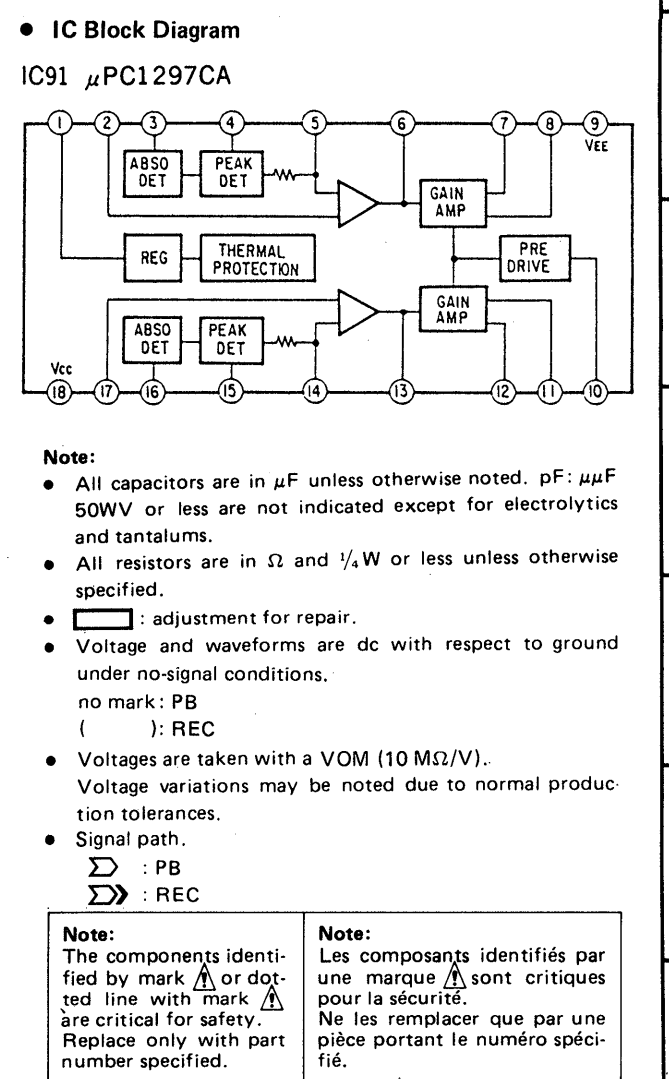 ● IC Block Diagram
IC91 μPC1297CA
1 2 3 4 5 6 7 8 9
VEE
ABSO DET
PEAK DET
GAIN AMP
REG
THERMAL PROTECTION
PRE DRIVE
GAIN AMP
ABSO DET
PEAK DET
Vcc
18 17 16 15 14 13 12 11 10
Note:
● All capacitors are in μF unless otherwise noted. pF: μμF
50WV or less are not indicated except for electrolytics
and tantalums.
● All resistors are in Ω and 1/4 W or less unless otherwise
specified.
● : adjustment for repair.
● Voltage and waveforms are dc with respect to ground
under no-signal conditions.
no mark : PB
( ): REC
● Voltages are taken with a VOM (10 MΩ/V).
Voltage variations may be noted due to normal produc-
tion tolerances.
● Signal path.
: PB
: REC
Note:
The components identi-
fied by mark ⚠ or dot-
ted line with mark ⚠
are critical for safety.
Replace only with part
number specified.
Note:
Les composants identifiés par
une marque ⚠ sont critiques
pour la sécurité.
Ne les remplacer que par une
pièce portant le numéro spéci-
fié.